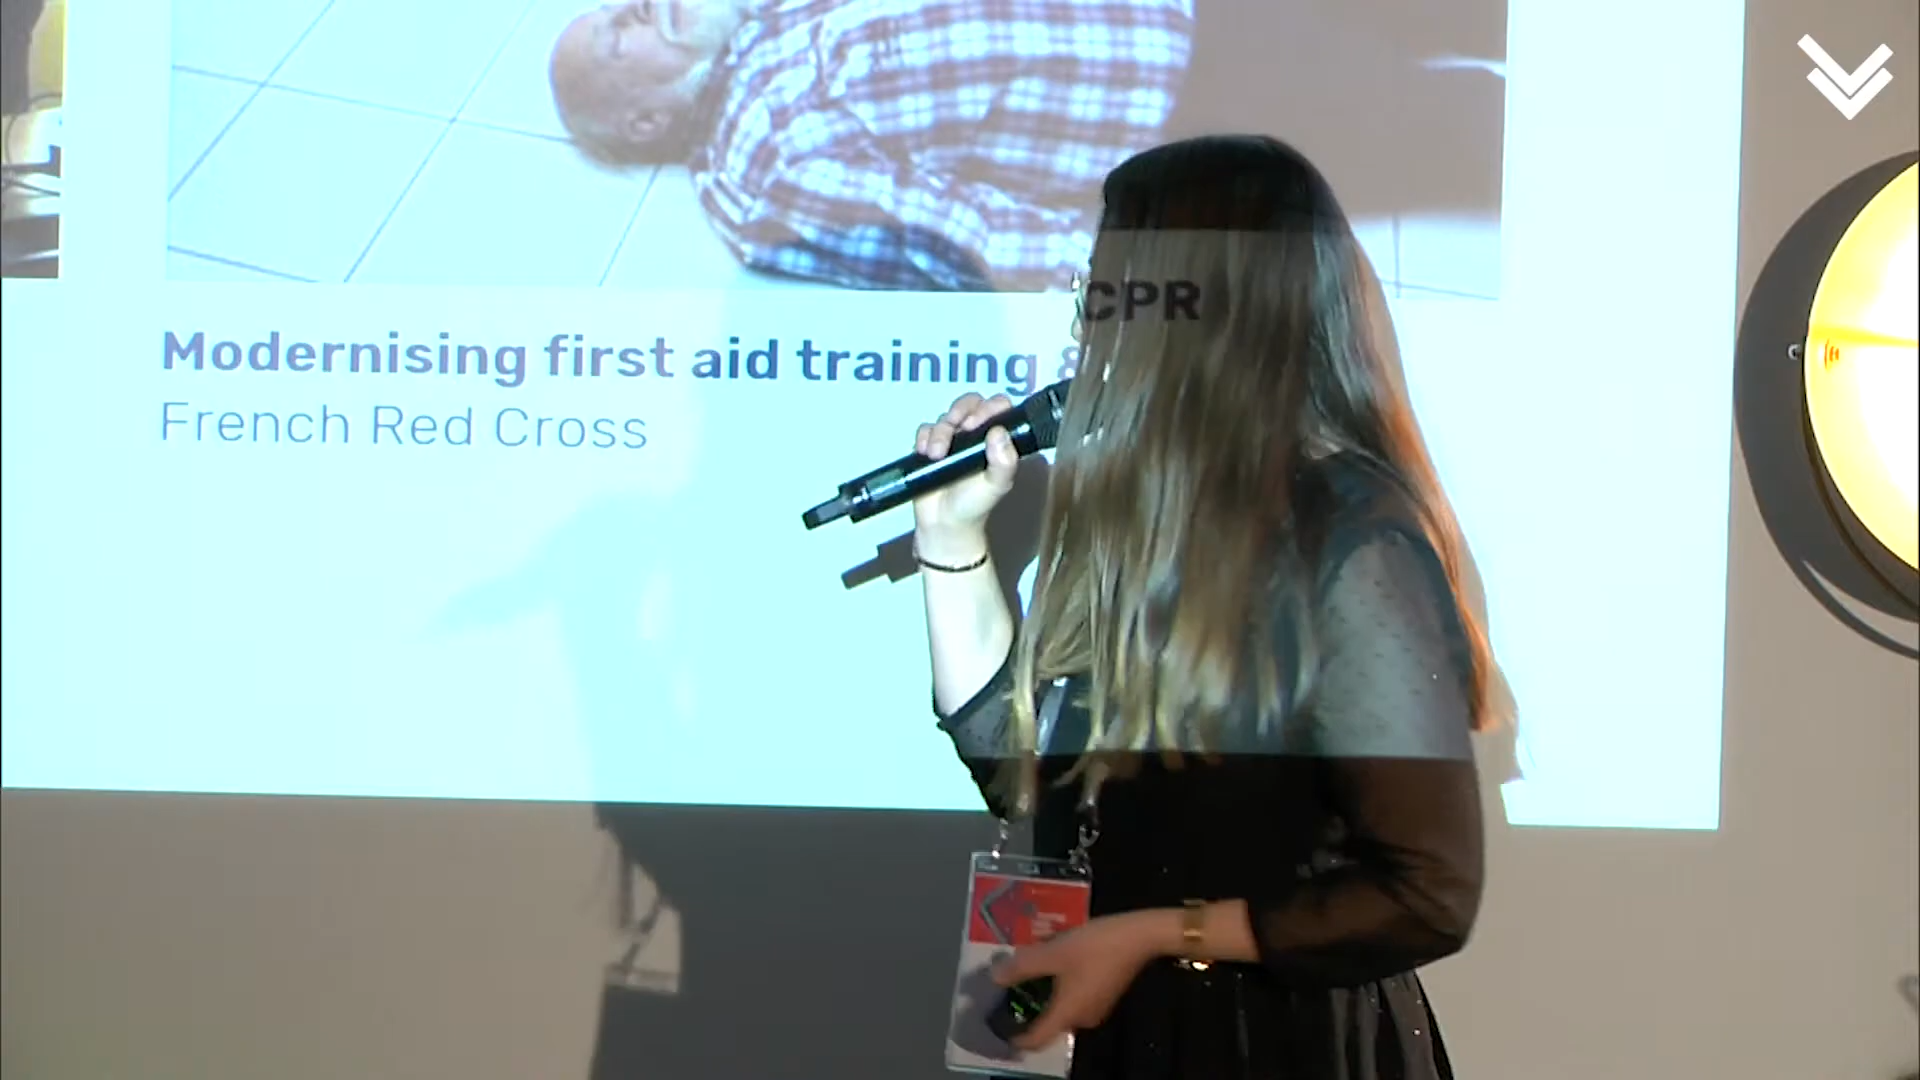 Modernising first aid training & CPR
French Red Cross